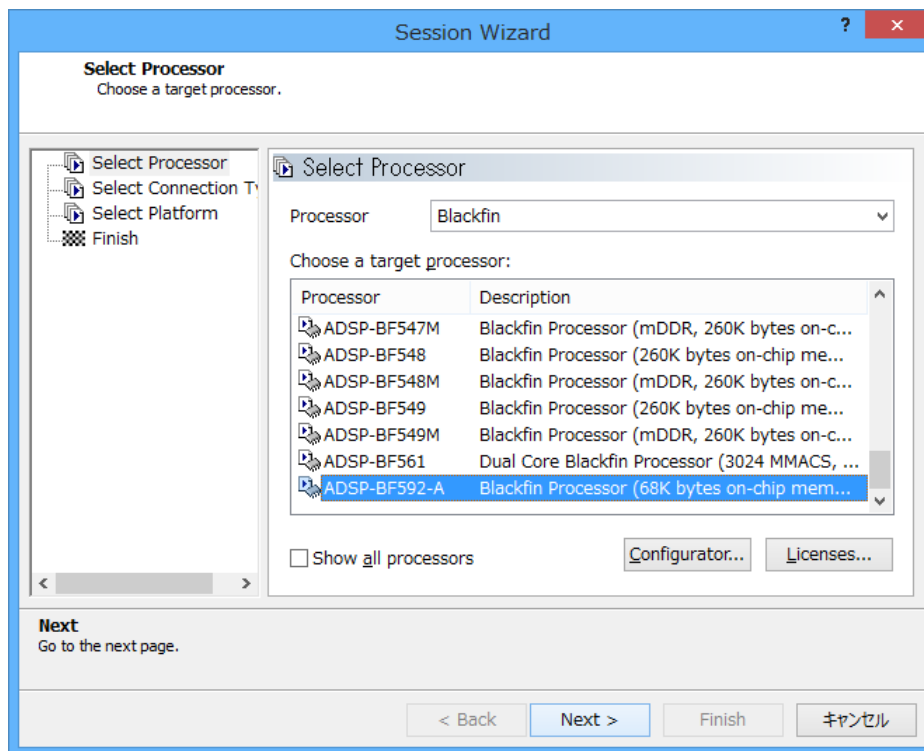 Session Wizard
?
×
Select Processor
Choose a target processor.
Select Processor
Select Connection Ty
Select Platform
Finish
Select Processor
Processor
Blackfin
Choose a target processor:
Processor Description
ADSP-BF547M Blackfin Processor (mDDR, 260K bytes on-c...
ADSP-BF548 Blackfin Processor (260K bytes on-chip me...
ADSP-BF548M Blackfin Processor (mDDR, 260K bytes on-c...
ADSP-BF549 Blackfin Processor (260K bytes on-chip me...
ADSP-BF549M Blackfin Processor (mDDR, 260K bytes on-c...
ADSP-BF561 Dual Core Blackfin Processor (3024 MMACS, ...
ADSP-BF592-A Blackfin Processor (68K bytes on-chip mem...
Show all processors
Configurator...
Licenses...
Next
Go to the next page.
< Back
Next >
Finish
キャンセル